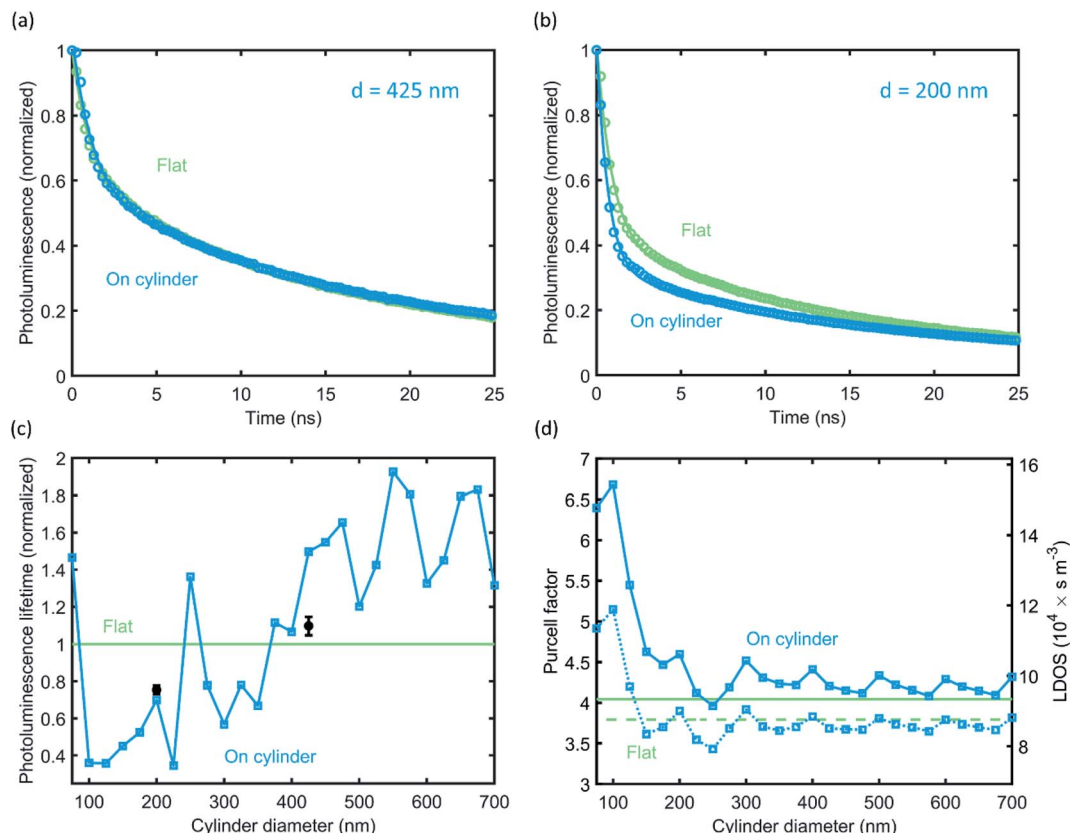 (a)
Photoluminescence (normalized)
1
0.8
0.6
0.4
0.2
0
d = 425 nm
Flat
On cylinder
0 5 10 15 20 25
Time (ns)
(b)
Photoluminescence (normalized)
1
0.8
0.6
0.4
0.2
0
d = 200 nm
Flat
On cylinder
0 5 10 15 20 25
Time (ns)
(c)
Photoluminescence lifetime (normalized)
2
1.8
1.6
1.4
1.2
1
0.8
0.6
0.4
Flat
On cylinder
100 200 300 400 500 600 700
Cylinder diameter (nm)
(d)
Purcell factor
7
6.5
6
5.5
5
4.5
4
3.5
3
On cylinder
Flat
16
14
12
10
8
LDOS (10⁴ × s m⁻³)
100 200 300 400 500 600 700
Cylinder diameter (nm)